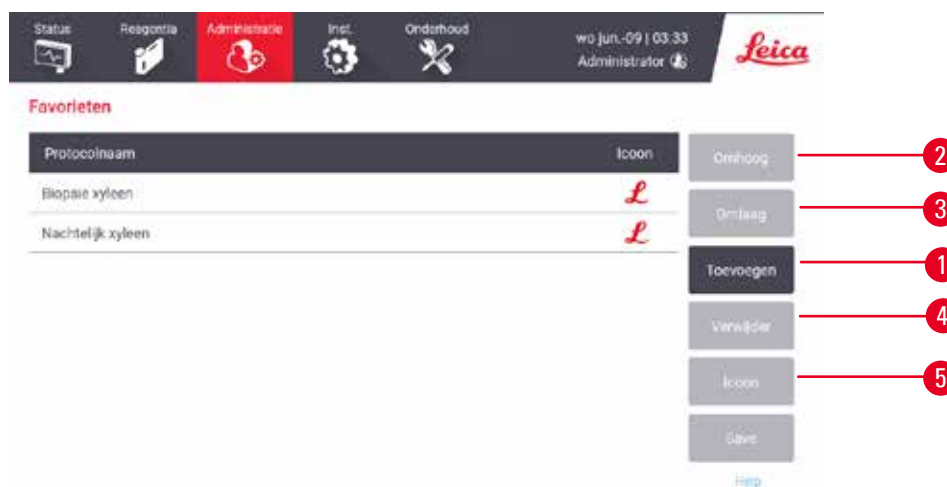 Status Reagentia Administratie Inst. Onderhoud
wo jun.-09 | 03:33
Administrator
Leica
Favorieten
Protocolnaam Icoon
Biopsie xyleen L
Nachtelijk xyleen L
Omhoog 2
Omlaag 3
Toevoegen 1
Verwijder 4
Icoon 5
Save
Help